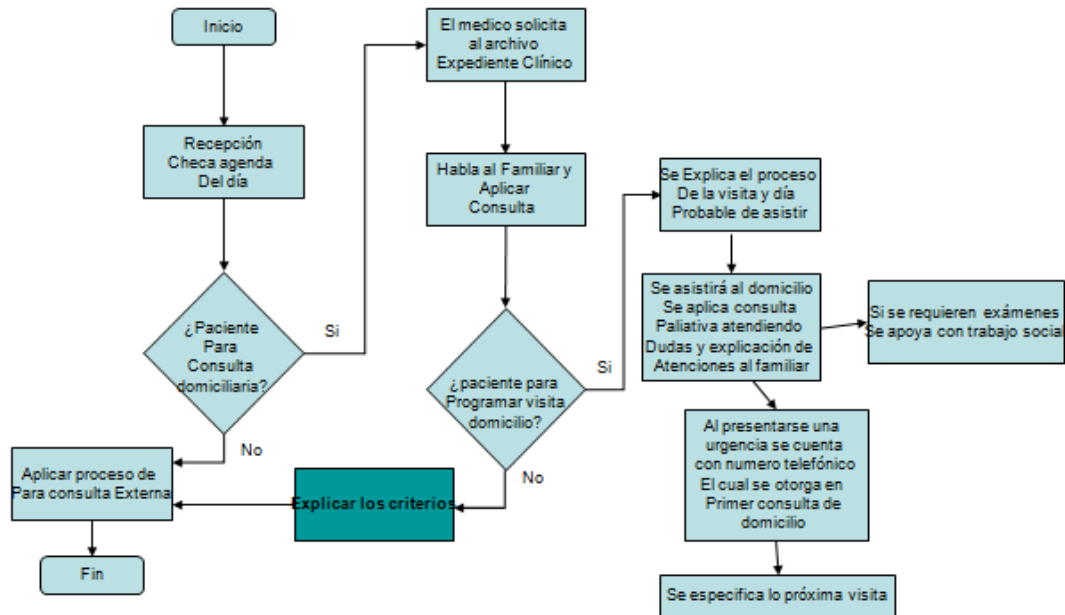 Inicio
Recepción
Checa agenda
Del día
¿Paciente
Para
Consulta
domiciliaria?
Si
No
Aplicar proceso de
Para consulta Externa
Fin
El medico solicita
al archivo
Expediente Clínico
Habla al Familiar y
Aplicar
Consulta
¿paciente para
Programar visita
domicilio?
Si
No
Explicar los criterios
Se Explica el proceso
De la visita y día
Probable de asistir
Se asistirá al domicilio
Se aplica consulta
Paliativa atendiendo
Dudas y explicación de
Atenciones al familiar
Si se requieren exámenes
Se apoya con trabajo social
Al presentarse una
urgencia se cuenta
con numero telefónico
El cual se otorga en
Primer consulta de
domicilio
Se especifica lo próxima visita